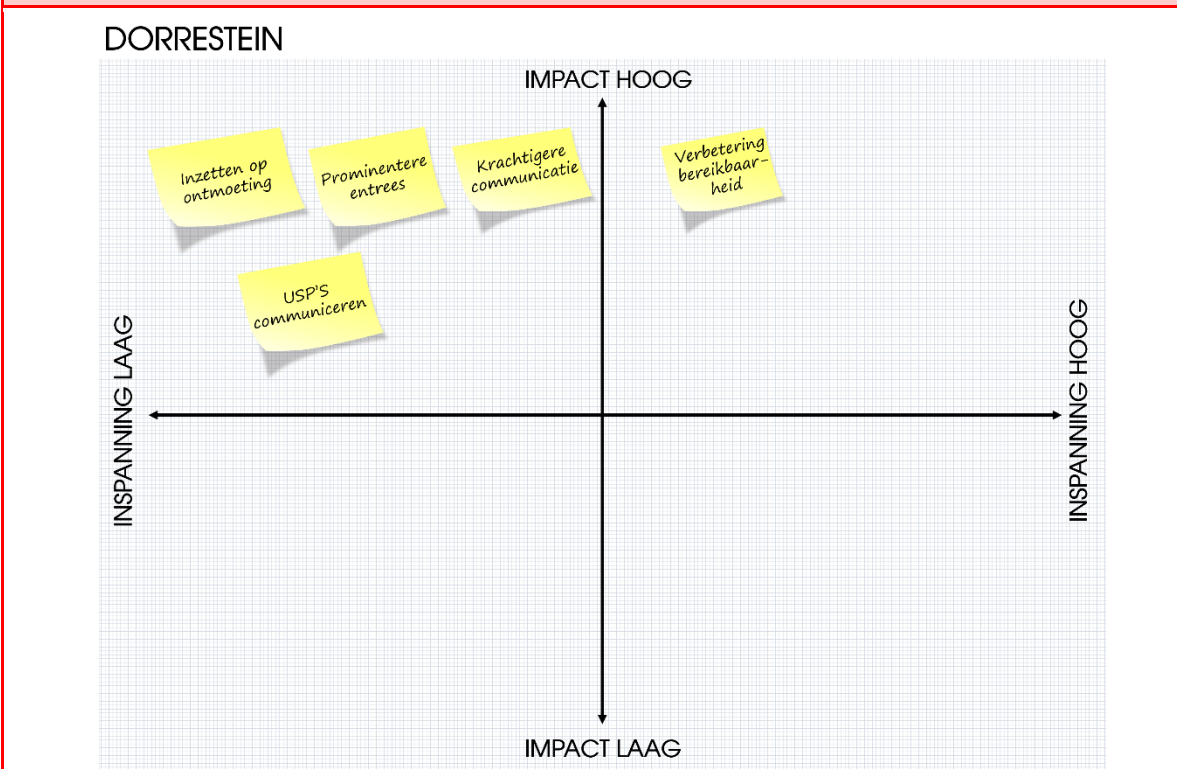 DORRESTEIN
IMPACT HOOG
Inzetten op
ontmoeting
Prominentere
entrees
Krachtigere
communicatie
Verbetering
bereikbaar-
heid
USP'S
communiceren
INSPANNING LAAG
INSPANNING HOOG
IMPACT LAAG